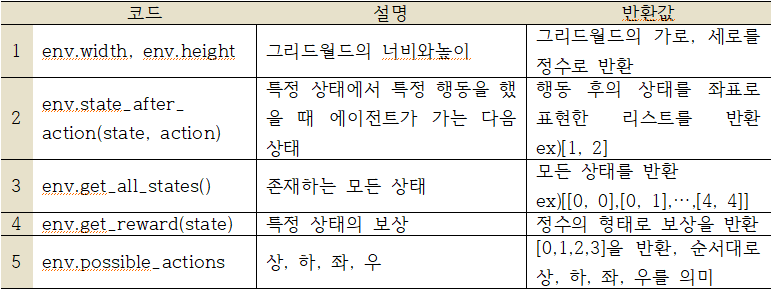 코드 설명 반환값
1 env.width, env.height 그리드월드의 너비와높이 그리드월드의 가로, 세로를
정수로 반환
2 env.state_after_
action(state, action) 특정 상태에서 특정 행동을 했
을 때 에이전트가 가는 다음
상태 행동 후의 상태를 좌표로
표현한 리스트를 반환
ex)[1, 2]
3 env.get_all_states() 존재하는 모든 상태 모든 상태를 반환
ex)[[0, 0],[0, 1],…,[4, 4]]
4 env.get_reward(state) 특정 상태의 보상 정수의 형태로 보상을 반환
5 env.possible_actions 상, 하, 좌, 우 [0,1,2,3]을 반환, 순서대로
상, 하, 좌, 우를 의미